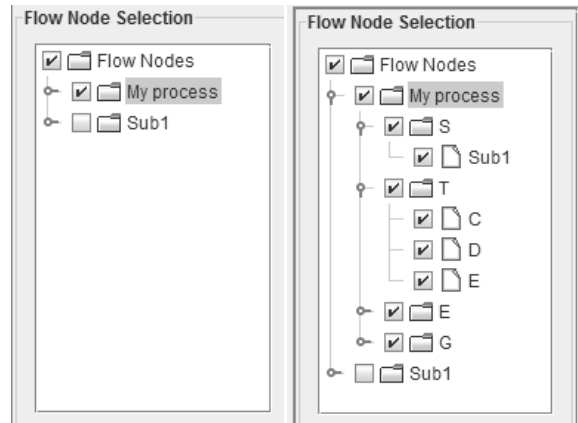 Flow Node Selection
Flow Nodes
My process
Sub1
Flow Node Selection
Flow Nodes
My process
S
Sub1
T
C
D
E
E
G
Sub1